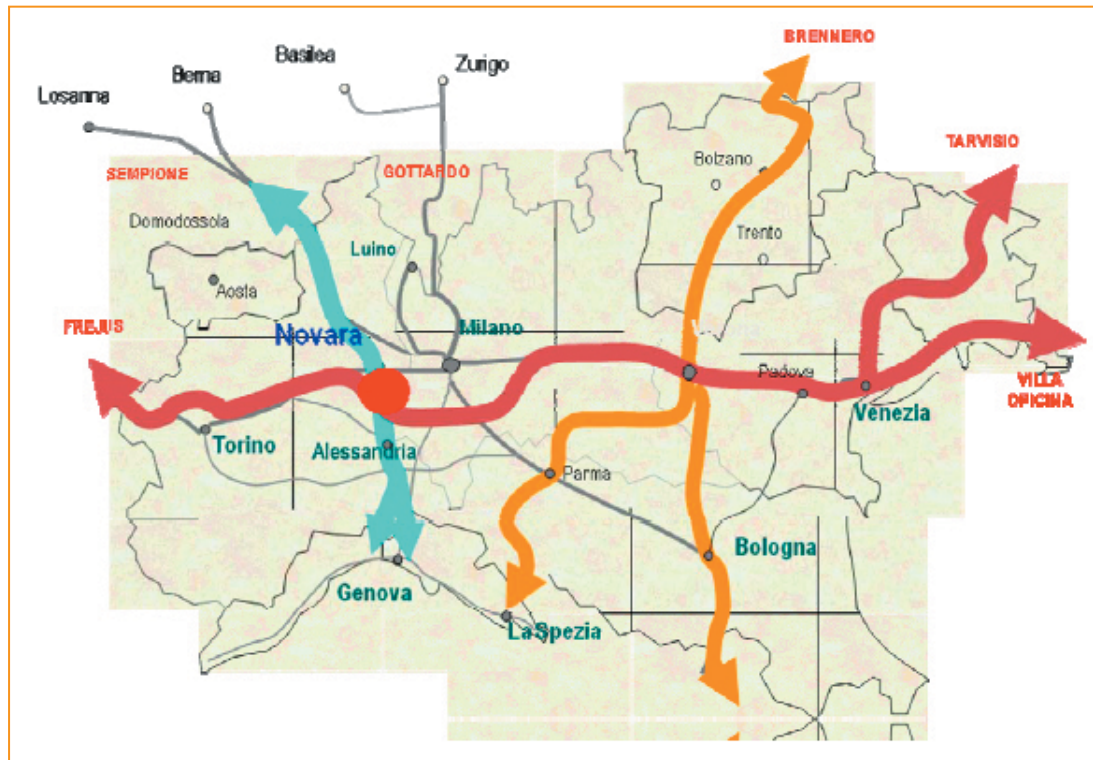 BRENNERO
Basilea
Zurigo
Berna
Losanna
TARVISIO
Bolzano
SEMPIONE
GOTTARDO
Domodossola
Trento
Luino
Aosta
FREJUS
Novara
Milano
Padova
VILLA
OPICINA
Venezia
Torino
Alessandria
Parma
Bologna
Genova
La Spezia